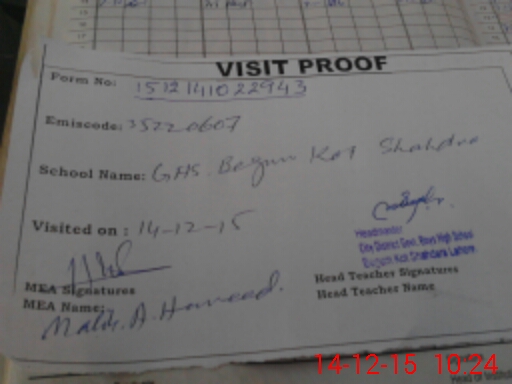 VISIT PROOF
Form No: 1512141022943
Emiscode: 35220607
School Name: GHS. Begum Kot Shahdra
Visited on : 14-12-15
Headmaster
City District Govt. Boys High School
Begum Kot Shahdara Lahore
MEA Signatures
Head Teacher Signatures
MEA Name: Malik. A. Hameed.
Head Teacher Name
14-12-15 10:24